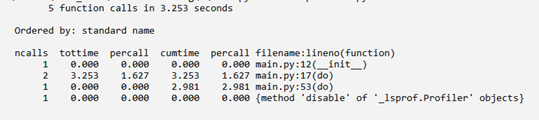 5 function calls in 3.253 seconds
Ordered by: standard name
ncalls  tottime  percall  cumtime  percall filename:lineno(function)
1    0.000    0.000    0.000    0.000 main.py:12(__init__)
2    3.253    1.627    3.253    1.627 main.py:17(do)
1    0.000    0.000    2.981    2.981 main.py:53(do)
1    0.000    0.000    0.000    0.000 {method 'disable' of '_lsprof.Profiler' objects}